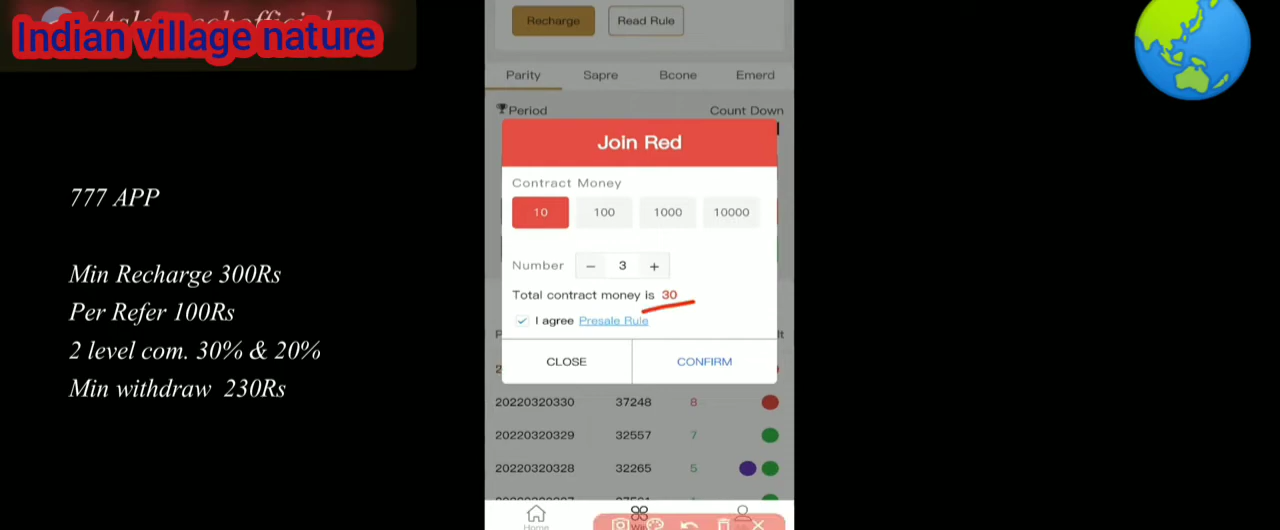 Indian village nature
777 APP
Min Recharge 300Rs
Per Refer 100Rs
2 level com. 30% & 20%
Min withdraw 230Rs
Recharge Read Rule
Parity Sapre Bcone Emerd
Period Count Down
Join Red
Contract Money
10 100 1000 10000
Number − 3 +
Total contract money is 30
I agree Presale Rule
CLOSE CONFIRM
20220320330 37248 8
20220320329 32557 7
20220320328 32265 5
Home